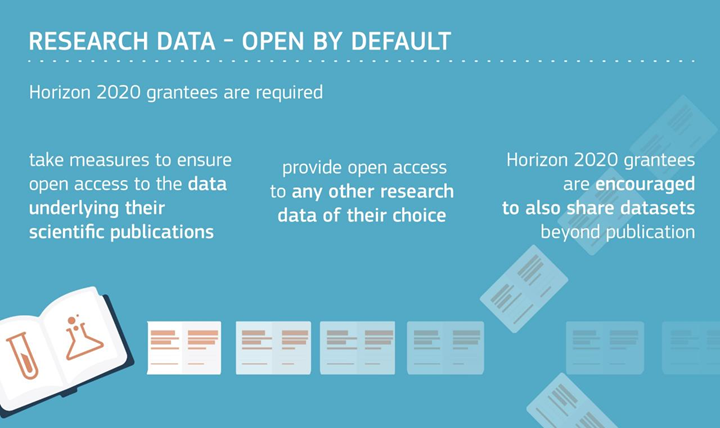 RESEARCH DATA - OPEN BY DEFAULT
Horizon 2020 grantees are required
take measures to ensure
open access to the data
underlying their
scientific publications
provide open access
to any other research
data of their choice
Horizon 2020 grantees
are encouraged
to also share datasets
beyond publication